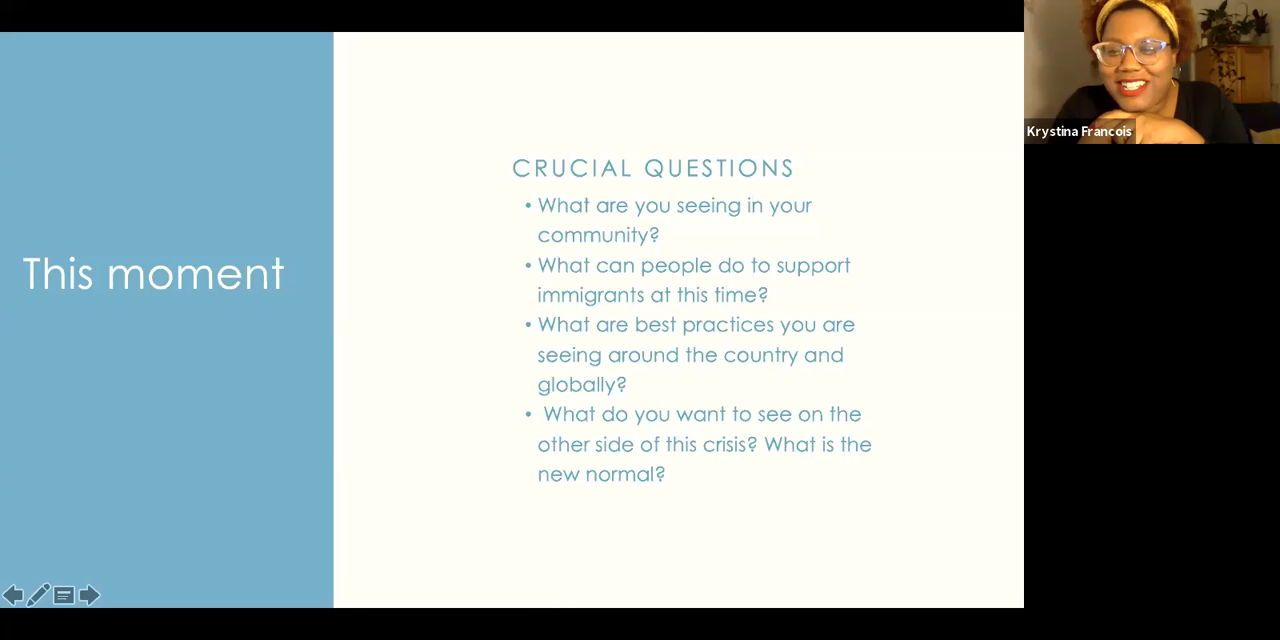 This moment
CRUCIAL QUESTIONS
• What are you seeing in your
community?
• What can people do to support
immigrants at this time?
• What are best practices you are
seeing around the country and
globally?
• What do you want to see on the
other side of this crisis? What is the
new normal?
Krystina Francois